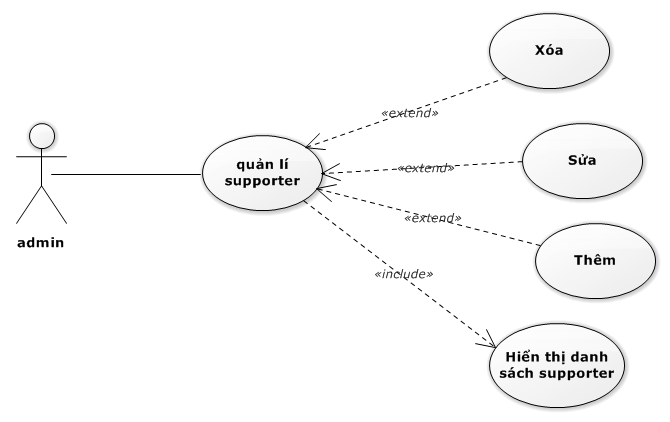 Xóa
«extend»
quản lí
supporter
«extend»
Sửa
«extend»
admin
Thêm
«include»
Hiển thị danh
sách supporter